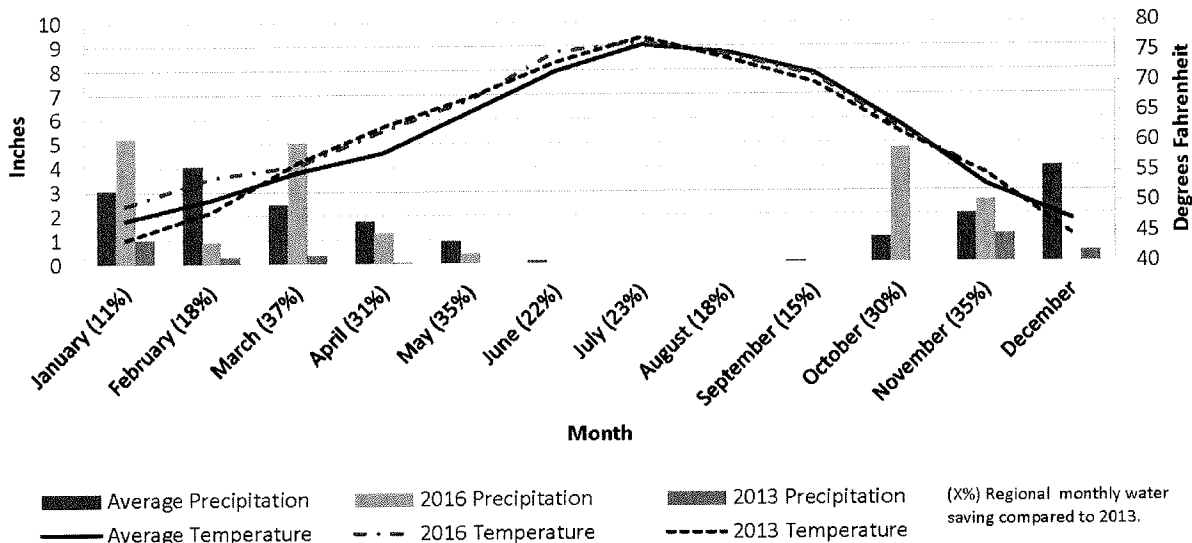 10
9
8
7
6
5
4
3
2
1
0
Inches
80
75
70
65
60
55
50
45
40
Degrees Fahrenheit
January (11%)
February (18%)
March (37%)
April (31%)
May (35%)
June (22%)
July (23%)
August (18%)
September (15%)
October (30%)
November (35%)
December
Month
Average Precipitation
2016 Precipitation
2013 Precipitation
Average Temperature
2016 Temperature
2013 Temperature
(X%) Regional monthly water
saving compared to 2013.